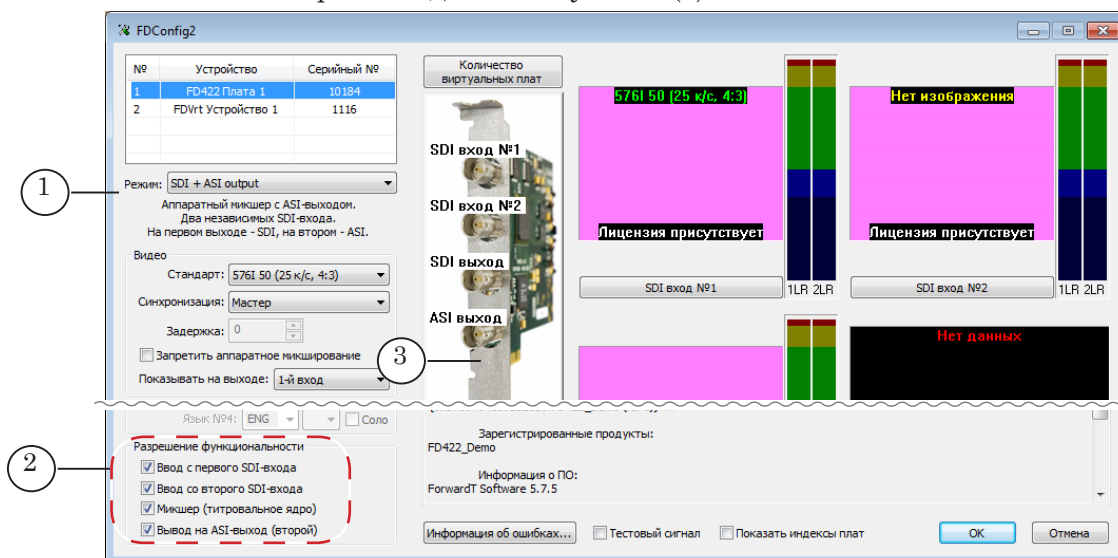 FDConfig2
№ Устройство Серийный №
1 FD422 Плата 1 10184
2 FDVrt Устройство 1 1116
1
Режим: SDI + ASI output
Аппаратный микшер с ASI-выходом.
Два независимых SDI-входа.
На первом выходе - SDI, на втором - ASI.
Видео
Стандарт: 576I 50 (25 к/с, 4:3)
Синхронизация: Мастер
Задержка: 0
Запретить аппаратное микширование
Показывать на выходе: 1-й вход
Язык №4: ENG Соло
2
Разрешение функциональности
Ввод с первого SDI-входа
Ввод со второго SDI-входа
Микшер (титровальное ядро)
Вывод на ASI-выход (второй)
Количество
виртуальных плат
SDI вход №1
SDI вход №2
SDI выход
ASI выход
3
576I 50 (25 к/с, 4:3)
Лицензия присутствует
SDI вход №1
1LR 2LR
Нет изображения
Лицензия присутствует
SDI вход №2
1LR 2LR
Нет данных
Зарегистрированные продукты:
FD422_Demo
Информация о ПО:
ForwardT Software 5.7.5
Информация об ошибках...
Тестовый сигнал
Показать индексы плат
OK
Отмена